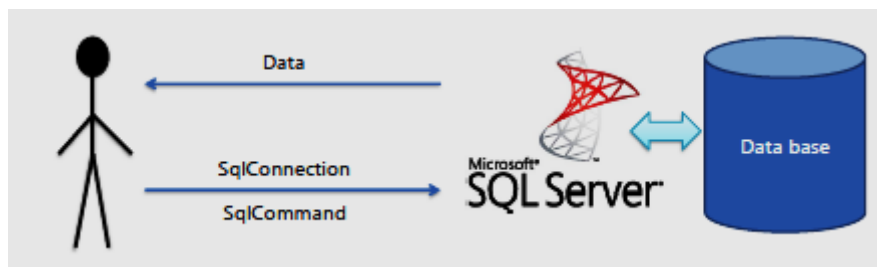 Data
SqlConnection
SqlCommand
Microsoft®
SQL Server
Data base